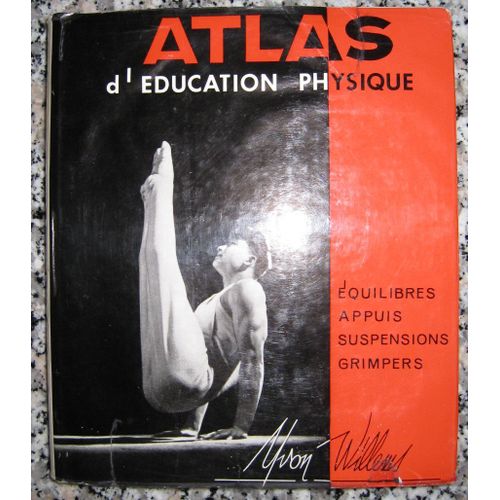 ATLAS
d'EDUCATION PHYSIQUE
ÉQUILIBRES
APPUIS
SUSPENSIONS
GRIMPERS
Yvon Willems